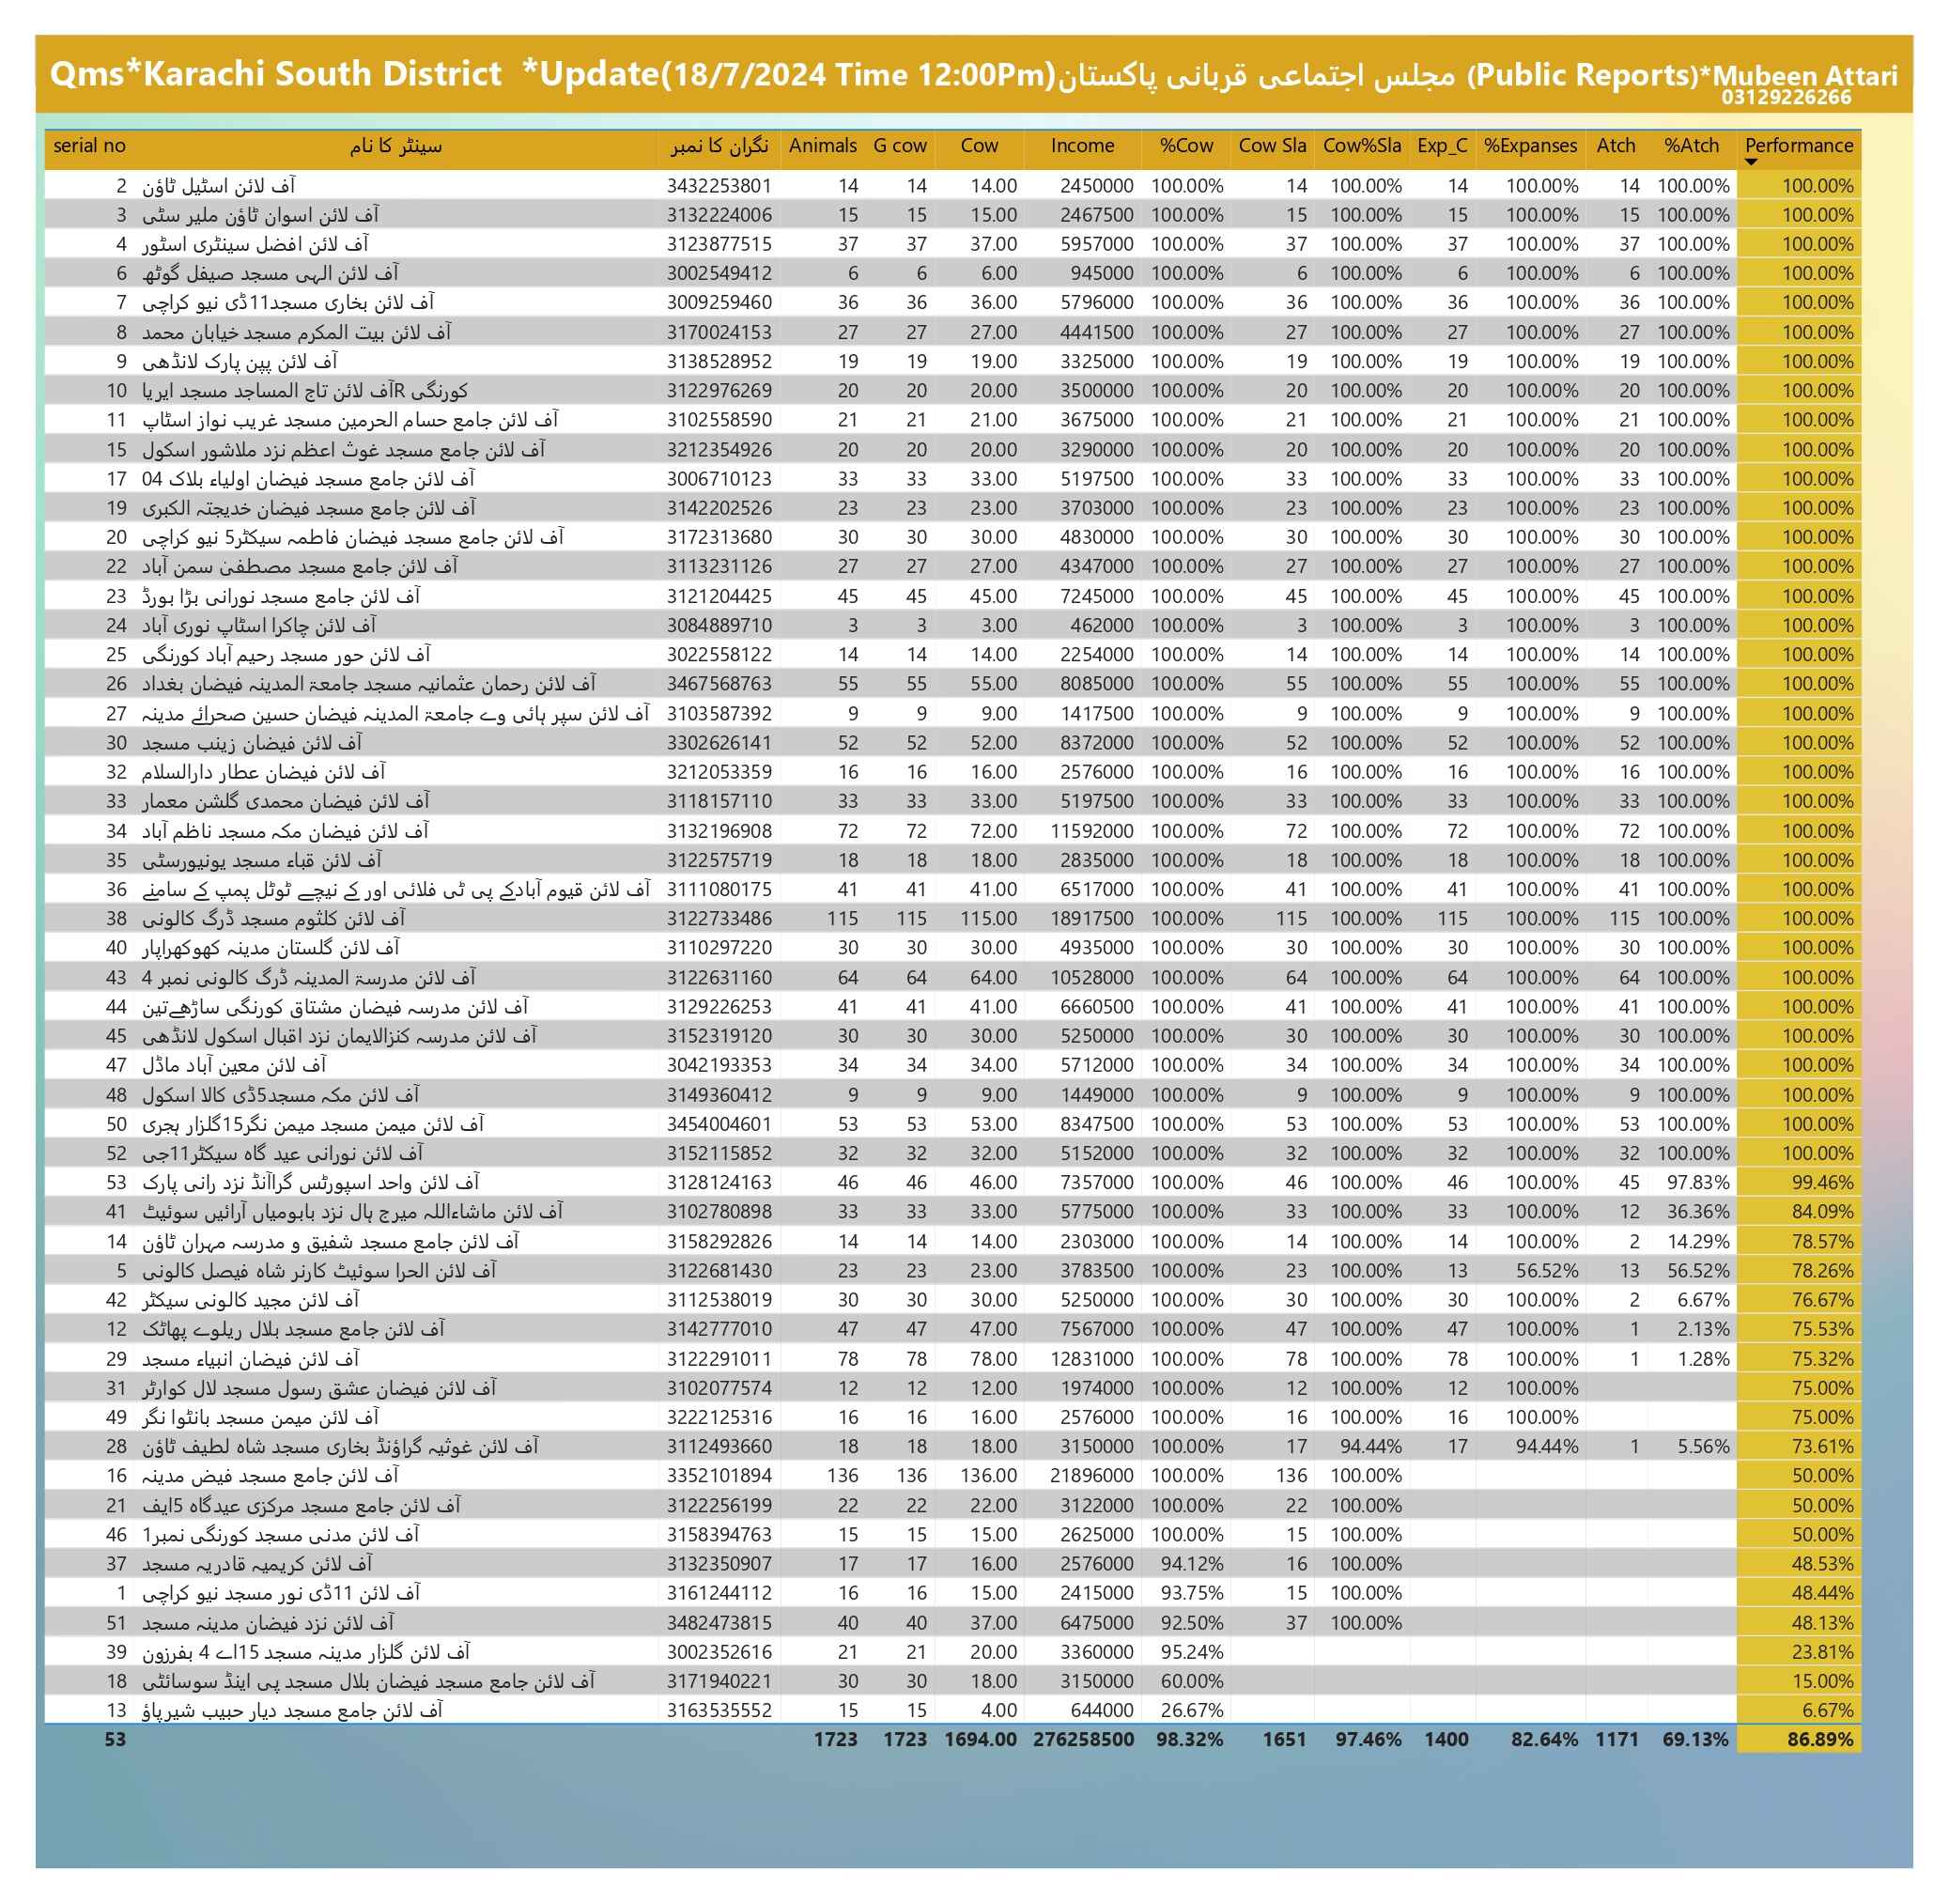 Qms*Karachi South District *Update(18/7/2024 Time 12:00Pm)مجلس اجتماعی قربانی پاکستان (Public Reports)*Mubeen Attari
03129226266
serial no سینٹر کا نام نگران کا نمبر Animals G cow Cow Income %Cow Cow Sla Cow%Sla Exp_C %Expanses Atch %Atch Performance
2 آف لائن اسٹیل ٹاؤن 3432253801 14 14 14.00 2450000 100.00% 14 100.00% 14 100.00% 14 100.00% 100.00%
3 آف لائن اسوان ٹاؤن ملیر سٹی 3132224006 15 15 15.00 2467500 100.00% 15 100.00% 15 100.00% 15 100.00% 100.00%
4 آف لائن افضل سینٹری اسٹور 3123877515 37 37 37.00 5957000 100.00% 37 100.00% 37 100.00% 37 100.00% 100.00%
6 آف لائن الہی مسجد صیفل گوٹھ 3002549412 6 6 6.00 945000 100.00% 6 100.00% 6 100.00% 6 100.00% 100.00%
7 آف لائن بخاری مسجد11ڈی نیو کراچی 3009259460 36 36 36.00 5796000 100.00% 36 100.00% 36 100.00% 36 100.00% 100.00%
8 آف لائن بیت المکرم مسجد خیابان محمد 3170024153 27 27 27.00 4441500 100.00% 27 100.00% 27 100.00% 27 100.00% 100.00%
9 آف لائن پپن پارک لانڈھی 3138528952 19 19 19.00 3325000 100.00% 19 100.00% 19 100.00% 19 100.00% 100.00%
10 آف لائن تاج المساجد مسجد ایریاR کورنگی 3122976269 20 20 20.00 3500000 100.00% 20 100.00% 20 100.00% 20 100.00% 100.00%
11 آف لائن جامع حسام الحرمین مسجد غریب نواز اسٹاپ 3102558590 21 21 21.00 3675000 100.00% 21 100.00% 21 100.00% 21 100.00% 100.00%
15 آف لائن جامع مسجد غوث اعظم نزد ملاشور اسکول 3212354926 20 20 20.00 3290000 100.00% 20 100.00% 20 100.00% 20 100.00% 100.00%
17 آف لائن جامع مسجد فیضان اولیاء بلاک 04 3006710123 33 33 33.00 5197500 100.00% 33 100.00% 33 100.00% 33 100.00% 100.00%
19 آف لائن جامع مسجد فیضان خدیجتہ الکبری 3142202526 23 23 23.00 3703000 100.00% 23 100.00% 23 100.00% 23 100.00% 100.00%
20 آف لائن جامع مسجد فیضان فاطمہ سیکٹر5 نیو کراچی 3172313680 30 30 30.00 4830000 100.00% 30 100.00% 30 100.00% 30 100.00% 100.00%
22 آف لائن جامع مسجد مصطفیٰ سمن آباد 3113231126 27 27 27.00 4347000 100.00% 27 100.00% 27 100.00% 27 100.00% 100.00%
23 آف لائن جامع مسجد نورانی بڑا بورڈ 3121204425 45 45 45.00 7245000 100.00% 45 100.00% 45 100.00% 45 100.00% 100.00%
24 آف لائن چاکرا اسٹاپ نوری آباد 3084889710 3 3 3.00 462000 100.00% 3 100.00% 3 100.00% 3 100.00% 100.00%
25 آف لائن حور مسجد رحیم آباد کورنگی 3022558122 14 14 14.00 2254000 100.00% 14 100.00% 14 100.00% 14 100.00% 100.00%
26 آف لائن رحمان عثمانیہ مسجد جامعۃ المدینہ فیضان بغداد 3467568763 55 55 55.00 8085000 100.00% 55 100.00% 55 100.00% 55 100.00% 100.00%
27 آف لائن سپر ہائی وے جامعۃ المدینہ فیضان حسین صحرائے مدینہ 3103587392 9 9 9.00 1417500 100.00% 9 100.00% 9 100.00% 9 100.00% 100.00%
30 آف لائن فیضان زینب مسجد 3302626141 52 52 52.00 8372000 100.00% 52 100.00% 52 100.00% 52 100.00% 100.00%
32 آف لائن فیضان عطار دارالسلام 3212053359 16 16 16.00 2576000 100.00% 16 100.00% 16 100.00% 16 100.00% 100.00%
33 آف لائن فیضان محمدی گلشن معمار 3118157110 33 33 33.00 5197500 100.00% 33 100.00% 33 100.00% 33 100.00% 100.00%
34 آف لائن فیضان مکہ مسجد ناظم آباد 3132196908 72 72 72.00 11592000 100.00% 72 100.00% 72 100.00% 72 100.00% 100.00%
35 آف لائن قباء مسجد یونیورسٹی 3122575719 18 18 18.00 2835000 100.00% 18 100.00% 18 100.00% 18 100.00% 100.00%
36 آف لائن قیوم آبادکے پی ٹی فلائی اور کے نیچے ٹوٹل پمپ کے سامنے 3111080175 41 41 41.00 6517000 100.00% 41 100.00% 41 100.00% 41 100.00% 100.00%
38 آف لائن کلثوم مسجد ڈرگ کالونی 3122733486 115 115 115.00 18917500 100.00% 115 100.00% 115 100.00% 115 100.00% 100.00%
40 آف لائن گلستان مدینہ کھوکھراپار 3110297220 30 30 30.00 4935000 100.00% 30 100.00% 30 100.00% 30 100.00% 100.00%
43 آف لائن مدرسۃ المدینہ ڈرگ کالونی نمبر 4 3122631160 64 64 64.00 10528000 100.00% 64 100.00% 64 100.00% 64 100.00% 100.00%
44 آف لائن مدرسہ فیضان مشتاق کورنگی ساڑھےتین 3129226253 41 41 41.00 6660500 100.00% 41 100.00% 41 100.00% 41 100.00% 100.00%
45 آف لائن مدرسہ کنزالایمان نزد اقبال اسکول لانڈھی 3152319120 30 30 30.00 5250000 100.00% 30 100.00% 30 100.00% 30 100.00% 100.00%
47 آف لائن معین آباد ماڈل 3042193353 34 34 34.00 5712000 100.00% 34 100.00% 34 100.00% 34 100.00% 100.00%
48 آف لائن مکہ مسجد5ڈی کالا اسکول 3149360412 9 9 9.00 1449000 100.00% 9 100.00% 9 100.00% 9 100.00% 100.00%
50 آف لائن میمن مسجد میمن نگر15گلزار ہجری 3454004601 53 53 53.00 8347500 100.00% 53 100.00% 53 100.00% 53 100.00% 100.00%
52 آف لائن نورانی عید گاہ سیکٹر11جی 3152115852 32 32 32.00 5152000 100.00% 32 100.00% 32 100.00% 32 100.00% 100.00%
53 آف لائن واحد اسپورٹس گراآنڈ نزد رانی پارک 3128124163 46 46 46.00 7357000 100.00% 46 100.00% 46 100.00% 45 97.83% 99.46%
41 آف لائن ماشاءاللہ میرج ہال نزد بابومیاں آرائیں سوئیٹ 3102780898 33 33 33.00 5775000 100.00% 33 100.00% 33 100.00% 12 36.36% 84.09%
14 آف لائن جامع مسجد شفیق و مدرسہ مہران ٹاؤن 3158292826 14 14 14.00 2303000 100.00% 14 100.00% 14 100.00% 2 14.29% 78.57%
5 آف لائن الحرا سوئیٹ کارنر شاہ فیصل کالونی 3122681430 23 23 23.00 3783500 100.00% 23 100.00% 13 56.52% 13 56.52% 78.26%
42 آف لائن مجید کالونی سیکٹر 3112538019 30 30 30.00 5250000 100.00% 30 100.00% 30 100.00% 2 6.67% 76.67%
12 آف لائن جامع مسجد بلال ریلوے پھاٹک 3142777010 47 47 47.00 7567000 100.00% 47 100.00% 47 100.00% 1 2.13% 75.53%
29 آف لائن فیضان انبیاء مسجد 3122291011 78 78 78.00 12831000 100.00% 78 100.00% 78 100.00% 1 1.28% 75.32%
31 آف لائن فیضان عشق رسول مسجد لال کوارٹر 3102077574 12 12 12.00 1974000 100.00% 12 100.00% 12 100.00% 75.00%
49 آف لائن میمن مسجد بانٹوا نگر 3222125316 16 16 16.00 2576000 100.00% 16 100.00% 16 100.00% 75.00%
28 آف لائن غوثیہ گراؤنڈ بخاری مسجد شاہ لطیف ٹاؤن 3112493660 18 18 18.00 3150000 100.00% 17 94.44% 17 94.44% 1 5.56% 73.61%
16 آف لائن جامع مسجد فیض مدینہ 3352101894 136 136 136.00 21896000 100.00% 136 100.00% 50.00%
21 آف لائن جامع مسجد مرکزی عیدگاہ 5ایف 3122256199 22 22 22.00 3122000 100.00% 22 100.00% 50.00%
46 آف لائن مدنی مسجد کورنگی نمبر1 3158394763 15 15 15.00 2625000 100.00% 15 100.00% 50.00%
37 آف لائن کریمیہ قادریہ مسجد 3132350907 17 17 16.00 2576000 94.12% 16 100.00% 48.53%
1 آف لائن 11ڈی نور مسجد نیو کراچی 3161244112 16 16 15.00 2415000 93.75% 15 100.00% 48.44%
51 آف لائن نزد فیضان مدینہ مسجد 3482473815 40 40 37.00 6475000 92.50% 37 100.00% 48.13%
39 آف لائن گلزار مدینہ مسجد 15اے 4 بفرزون 3002352616 21 21 20.00 3360000 95.24% 23.81%
18 آف لائن جامع مسجد فیضان بلال مسجد پی اینڈ سوسائٹی 3171940221 30 30 18.00 3150000 60.00% 15.00%
13 آف لائن جامع مسجد دیار حبیب شیرپاؤ 3163535552 15 15 4.00 644000 26.67% 6.67%
53 1723 1723 1694.00 276258500 98.32% 1651 97.46% 1400 82.64% 1171 69.13% 86.89%